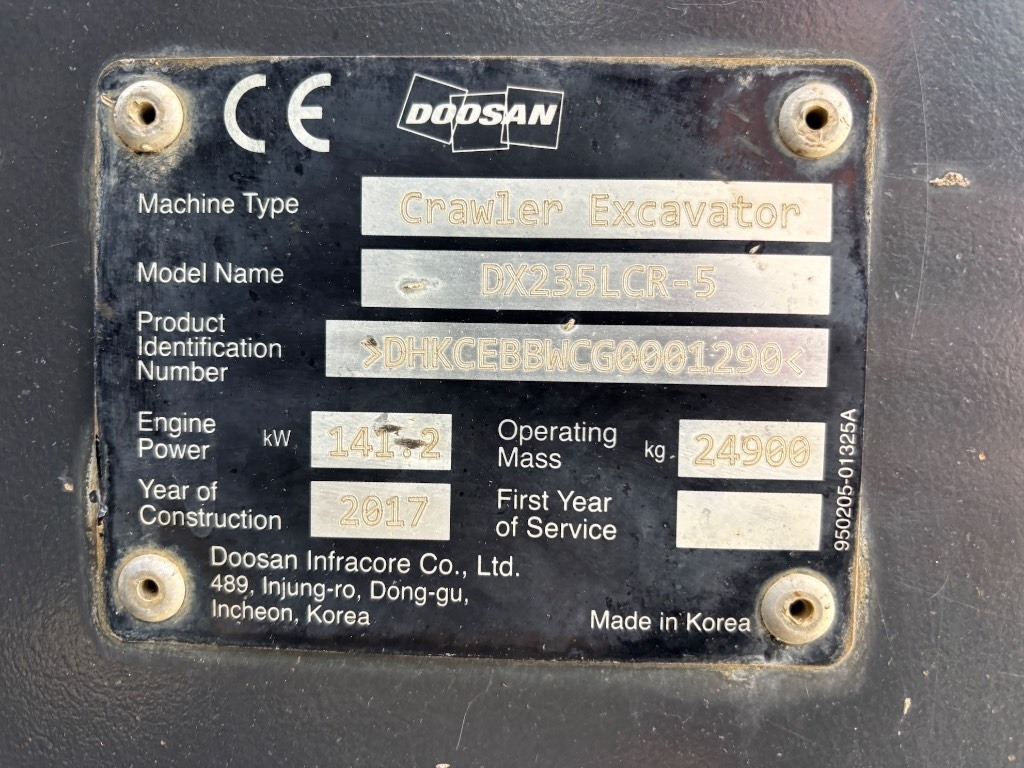 CE DOOSAN
Machine Type Crawler Excavator
Model Name DX235LCR-5
Product
Identification
Number >DHKCEBBWCG0001290<
Engine
Power kW 141.2
Operating
Mass kg. 24900
Year of
Construction 2017
First Year
of Service
Doosan Infracore Co., Ltd.
489, Injung-ro, Dong-gu,
Incheon, Korea
Made in Korea
950205-01325A